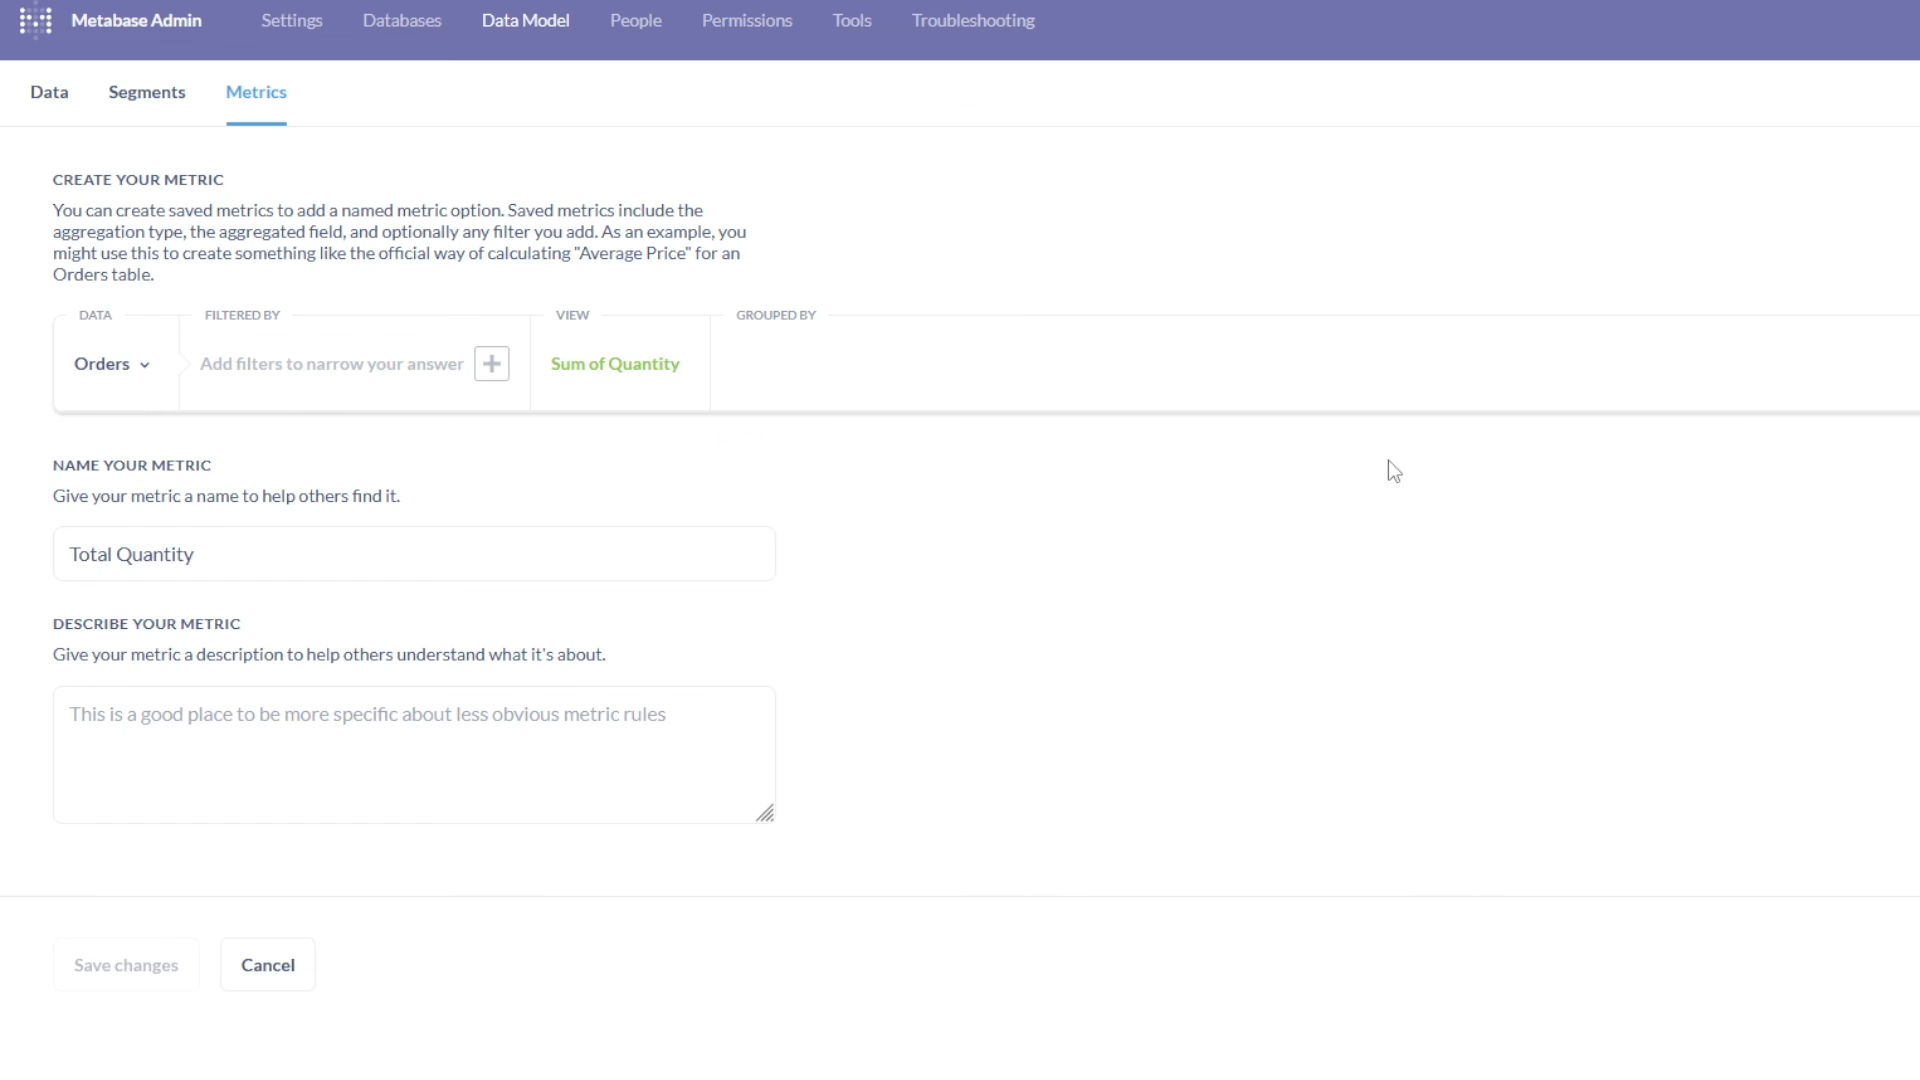 Metabase Admin Settings Databases Data Model People Permissions Tools Troubleshooting
Data Segments Metrics
CREATE YOUR METRIC
You can create saved metrics to add a named metric option. Saved metrics include the
aggregation type, the aggregated field, and optionally any filter you add. As an example, you
might use this to create something like the official way of calculating "Average Price" for an
Orders table.
DATA FILTERED BY VIEW GROUPED BY
Orders Add filters to narrow your answer Sum of Quantity
NAME YOUR METRIC
Give your metric a name to help others find it.
Total Quantity
DESCRIBE YOUR METRIC
Give your metric a description to help others understand what it's about.
This is a good place to be more specific about less obvious metric rules
Save changes Cancel